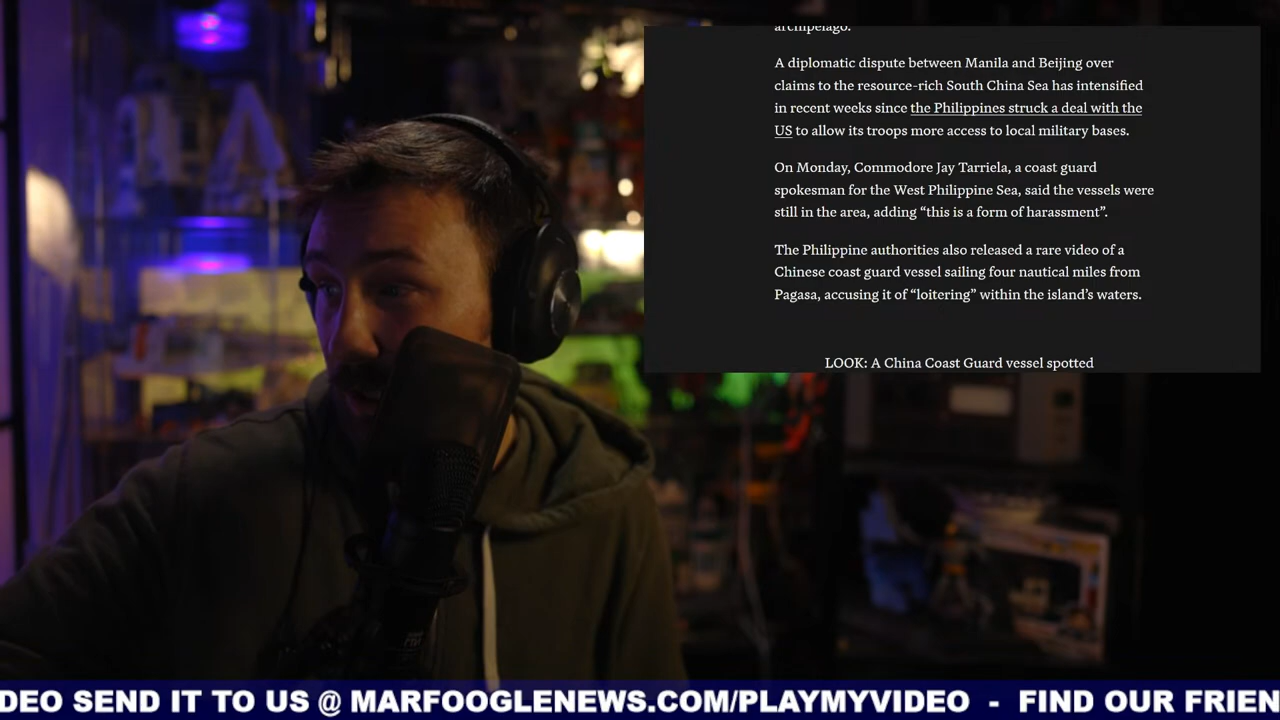 archipelago.
A diplomatic dispute between Manila and Beijing over
claims to the resource-rich South China Sea has intensified
in recent weeks since the Philippines struck a deal with the
US to allow its troops more access to local military bases.
On Monday, Commodore Jay Tarriela, a coast guard
spokesman for the West Philippine Sea, said the vessels were
still in the area, adding “this is a form of harassment”.
The Philippine authorities also released a rare video of a
Chinese coast guard vessel sailing four nautical miles from
Pagasa, accusing it of “loitering” within the island’s waters.
LOOK: A China Coast Guard vessel spotted
DEO SEND IT TO US @ MARFOOGLENEWS.COM/PLAYMYVIDEO - FIND OUR FRIEN